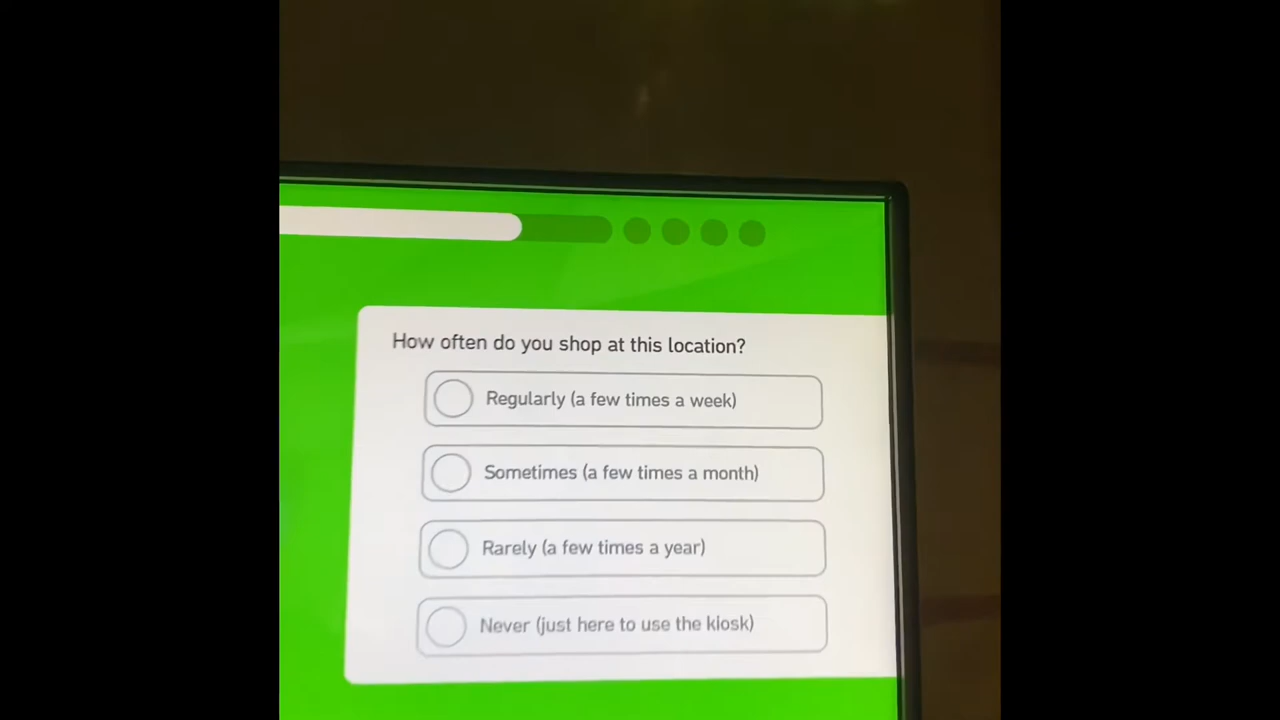 How often do you shop at this location?
Regularly (a few times a week)
Sometimes (a few times a month)
Rarely (a few times a year)
Never (just here to use the kiosk)